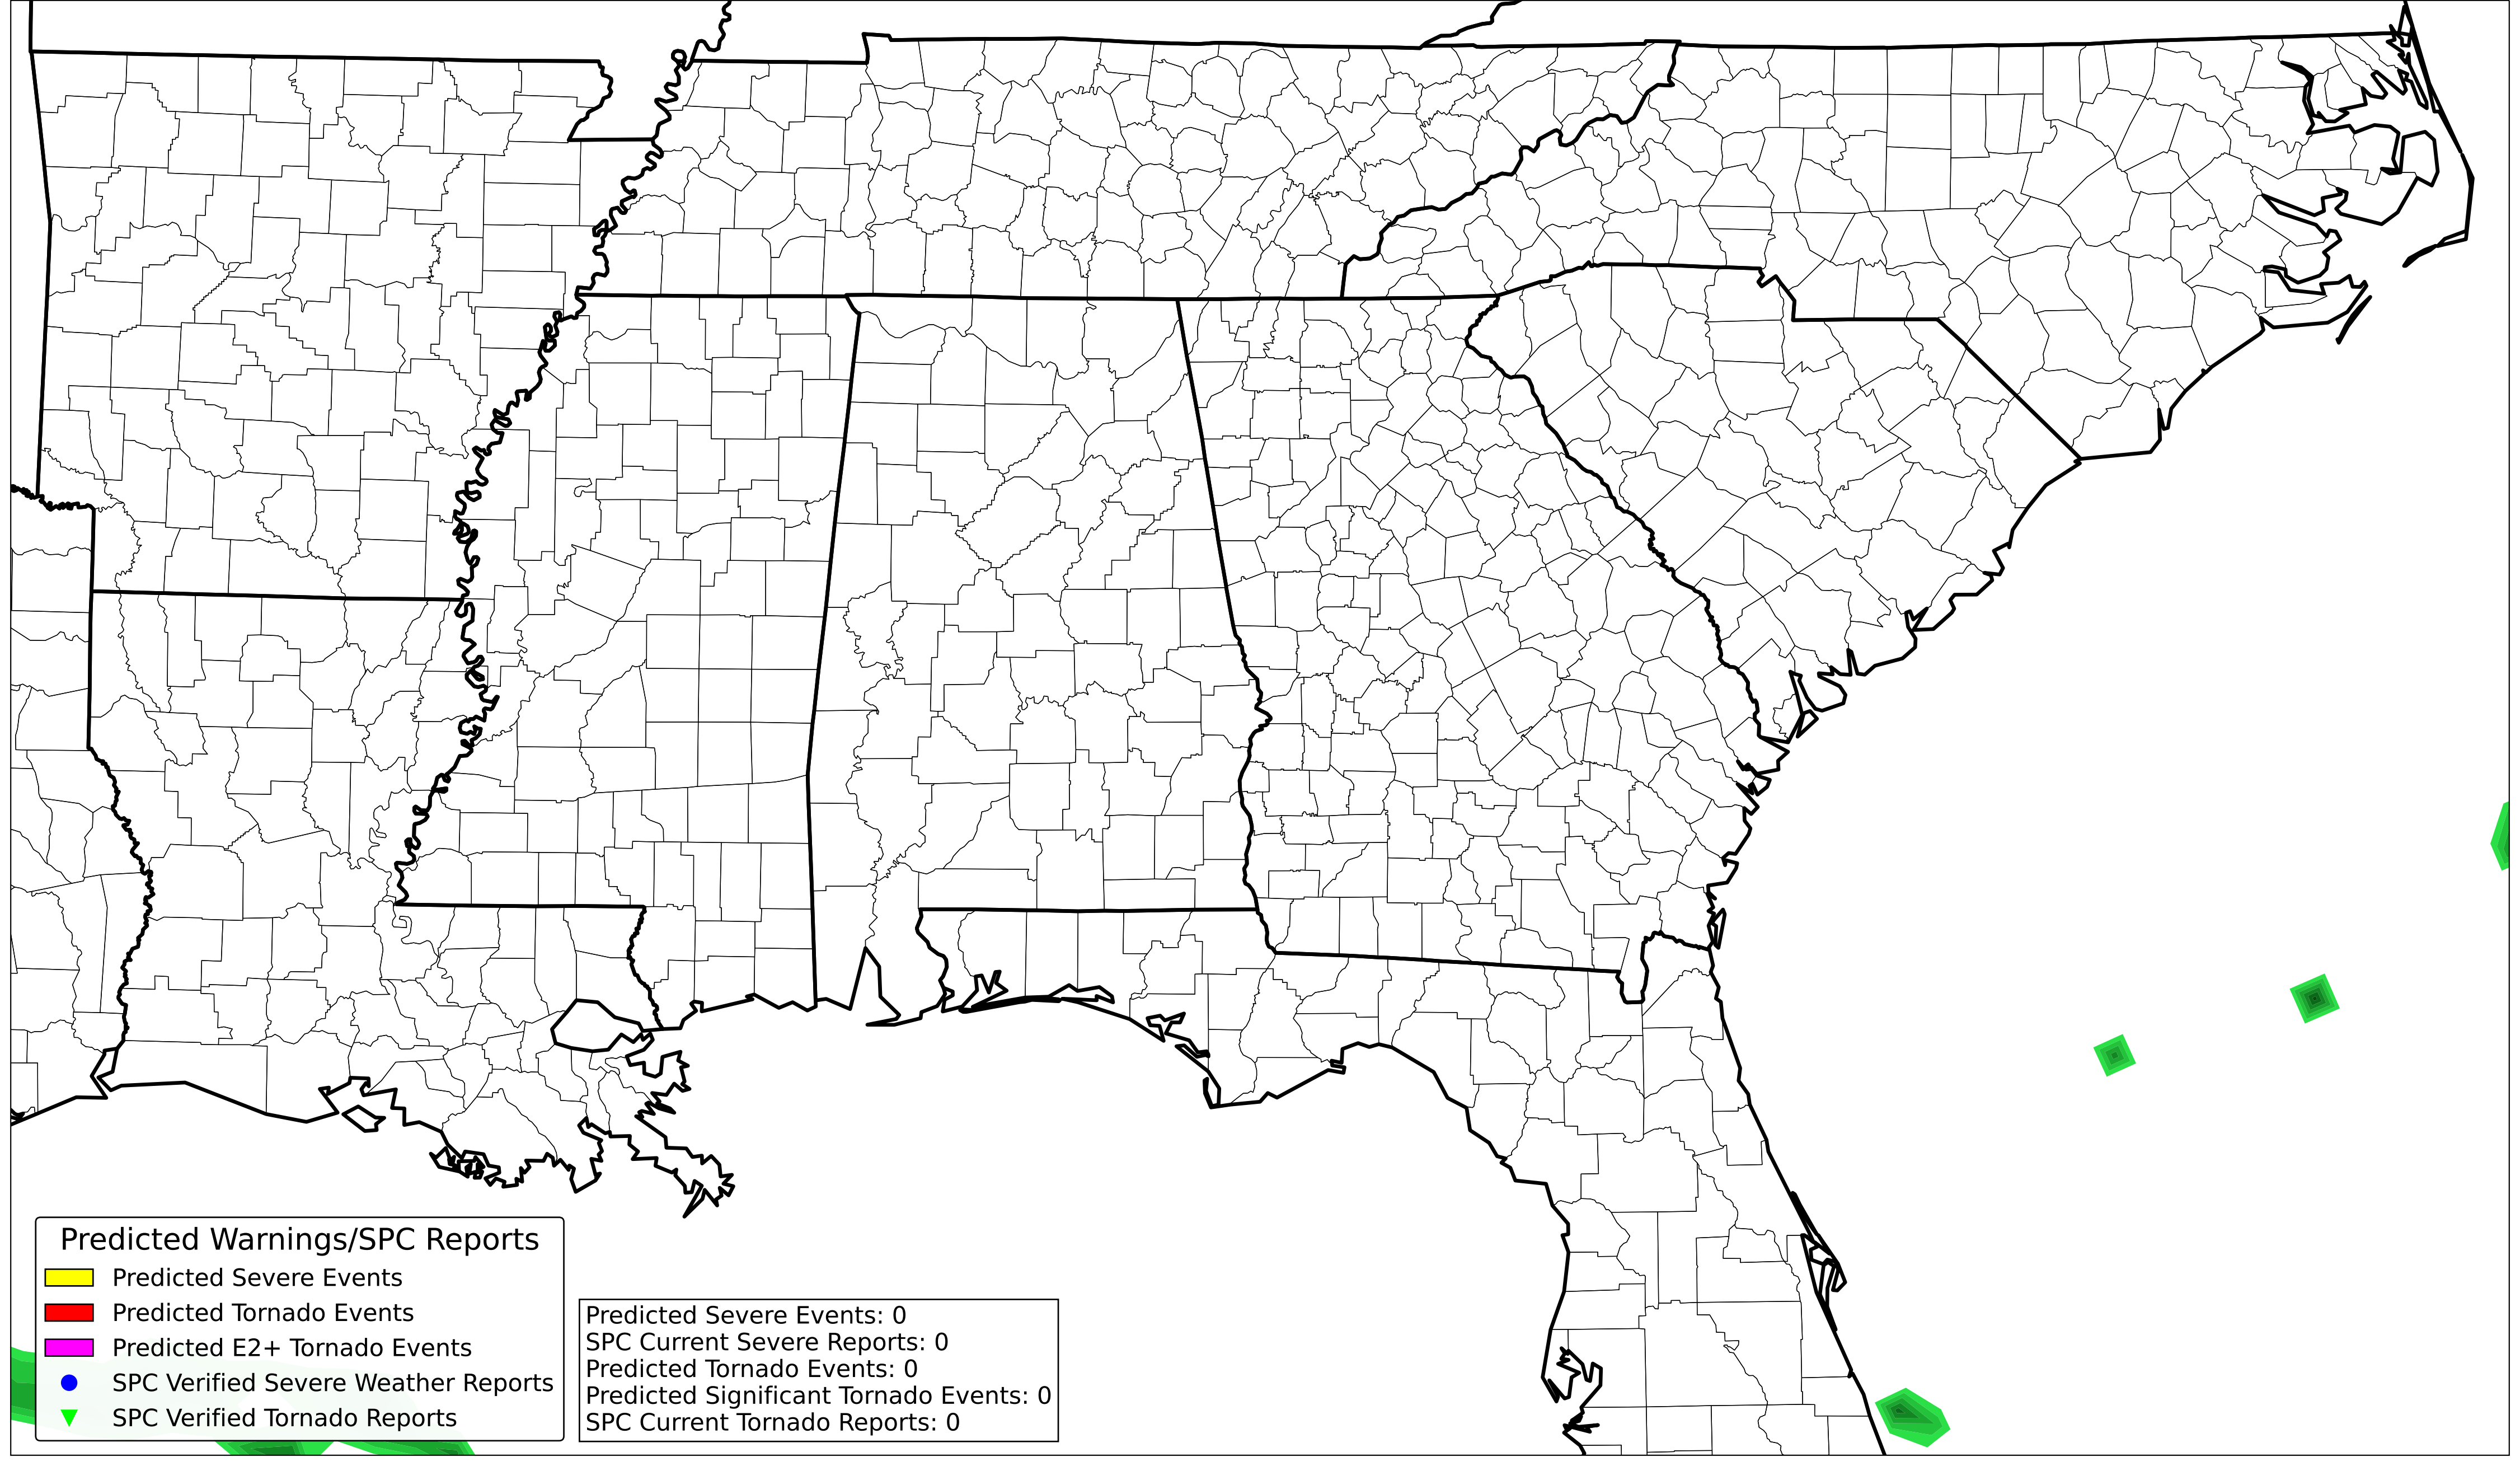 Predicted Warnings/SPC Reports
Predicted Severe Events
Predicted Tornado Events
Predicted E2+ Tornado Events
SPC Verified Severe Weather Reports
SPC Verified Tornado Reports
Predicted Severe Events: 0
SPC Current Severe Reports: 0
Predicted Tornado Events: 0
Predicted Significant Tornado Events: 0
SPC Current Tornado Reports: 0